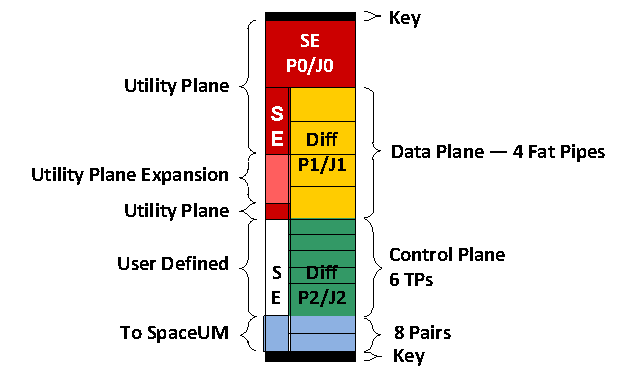 Key
SE
P0/J0
Utility Plane
S
E
Diff
P1/J1
Data Plane — 4 Fat Pipes
Utility Plane Expansion
Utility Plane
User Defined
S
E
Diff
P2/J2
Control Plane
6 TPs
To SpaceUM
8 Pairs
Key